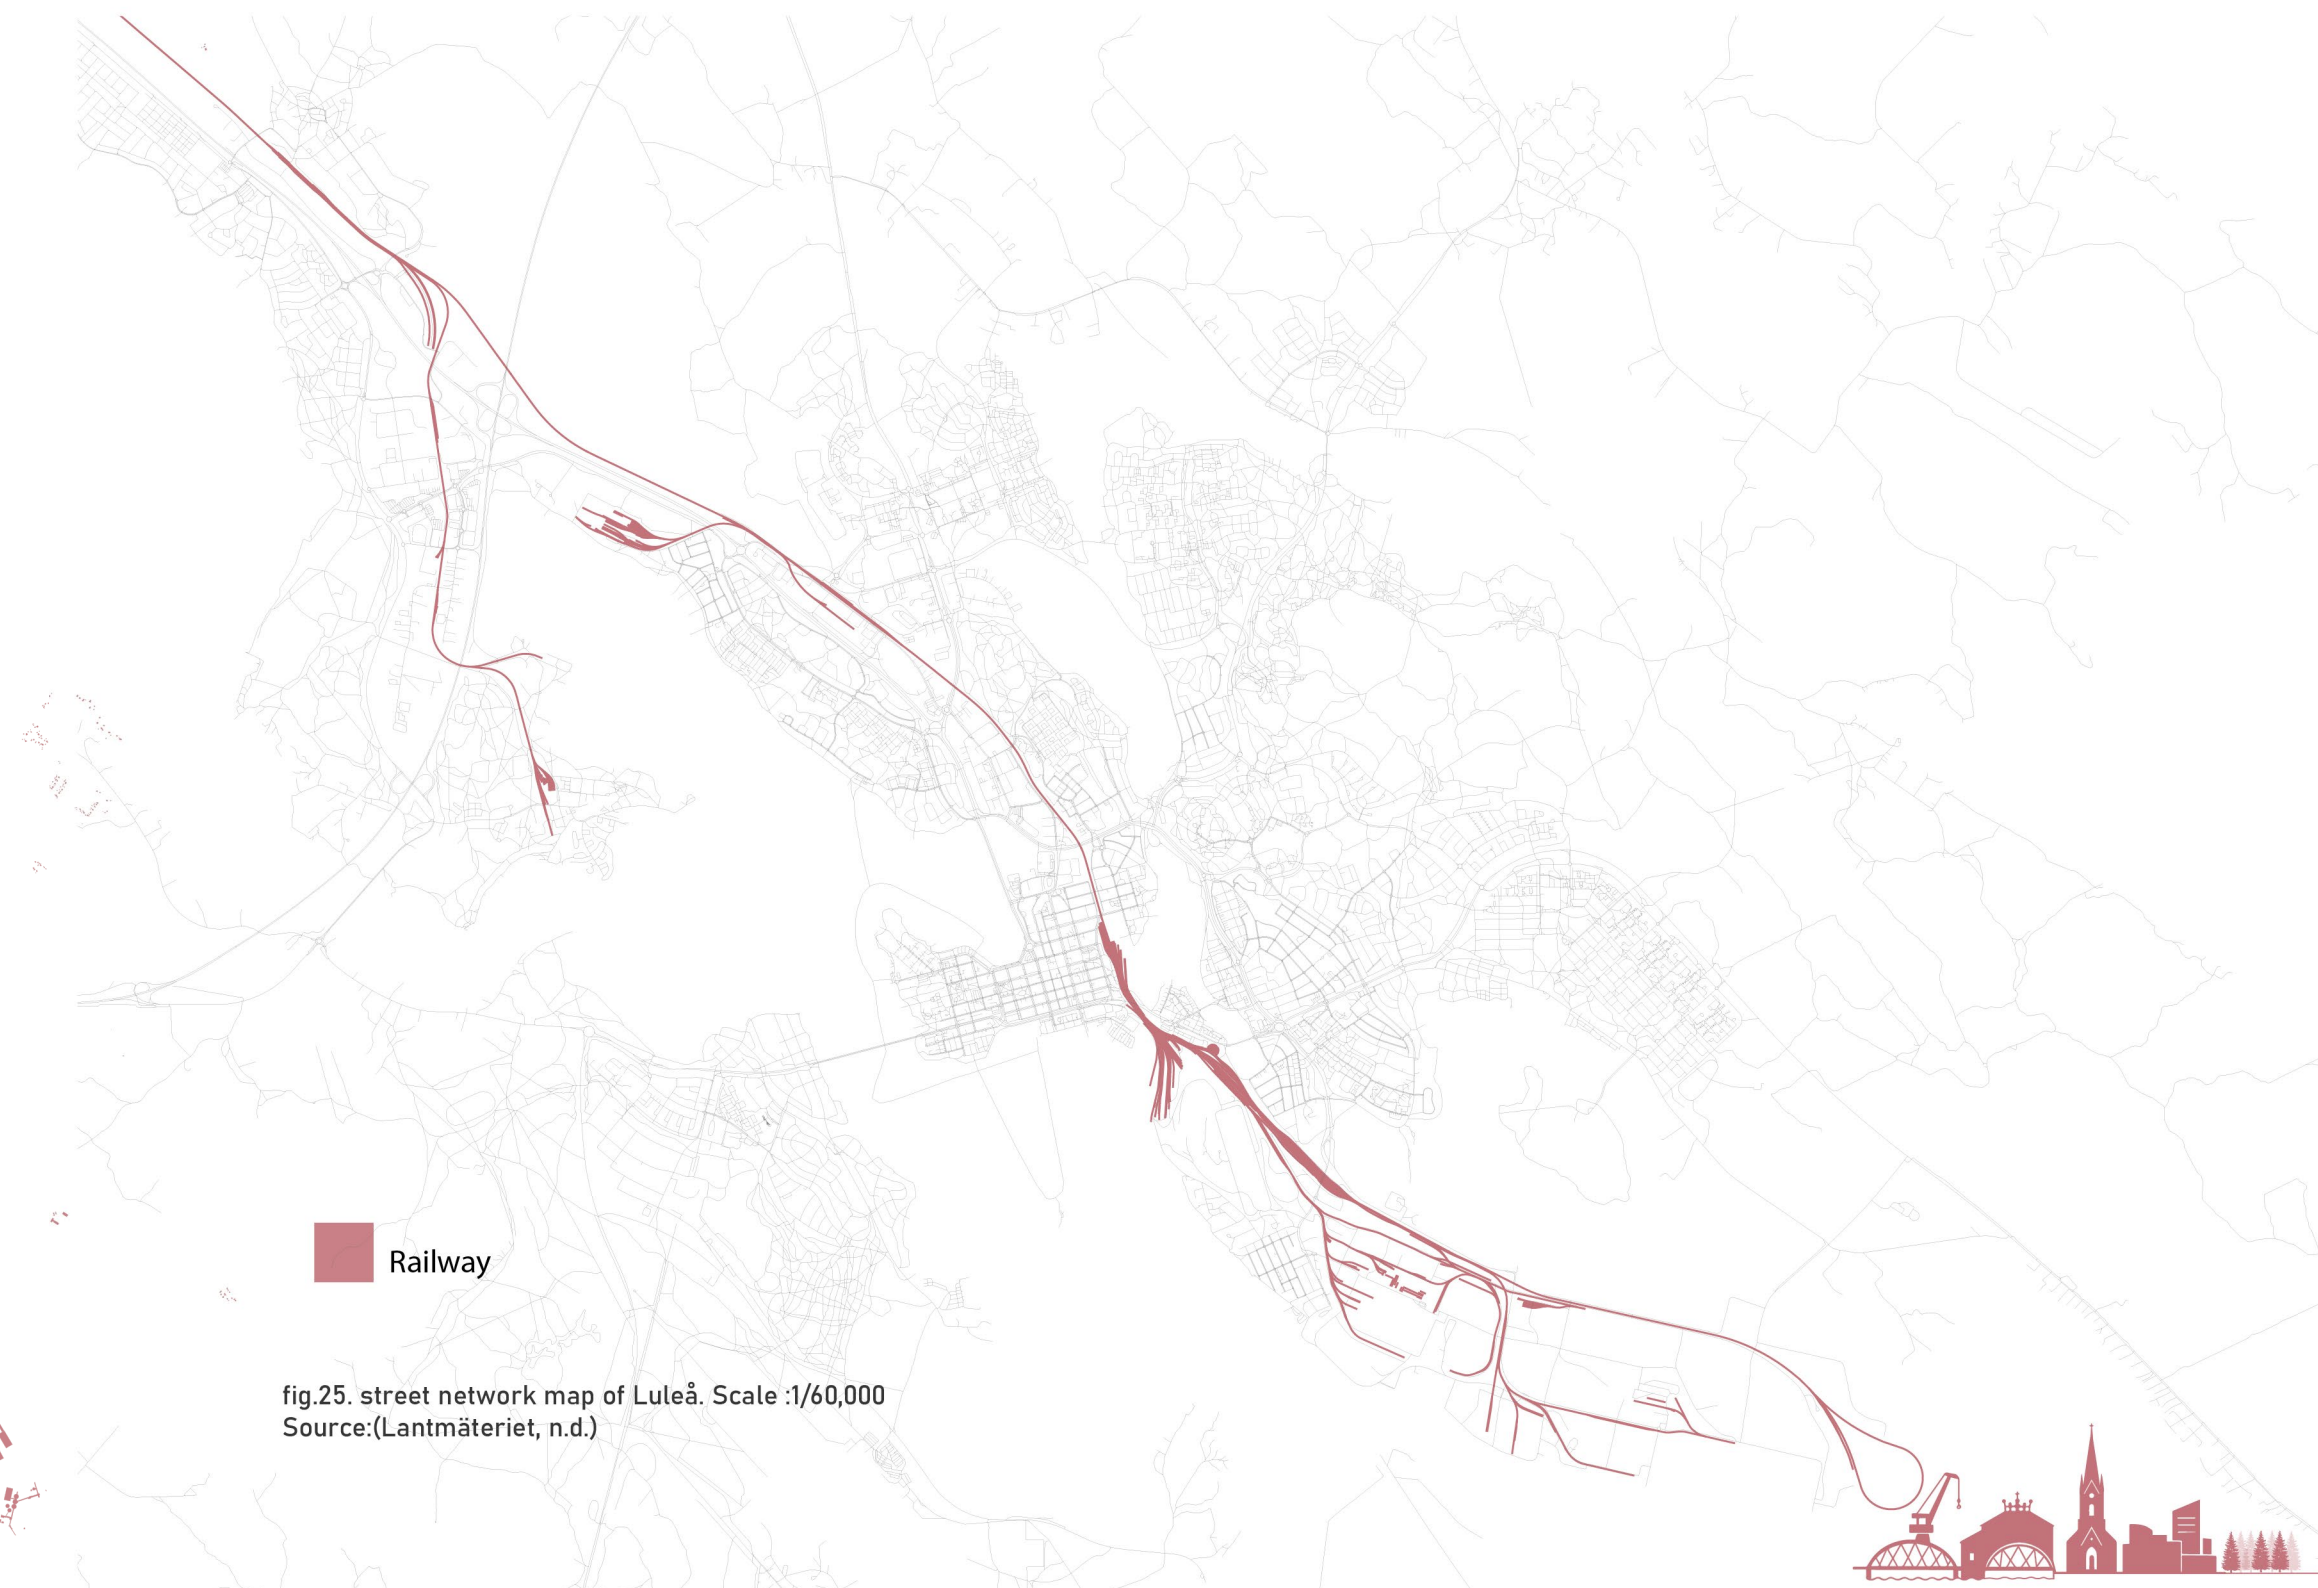 Railway
fig.25. street network map of Luleå. Scale :1/60,000
Source:(Lantmäteriet, n.d.)